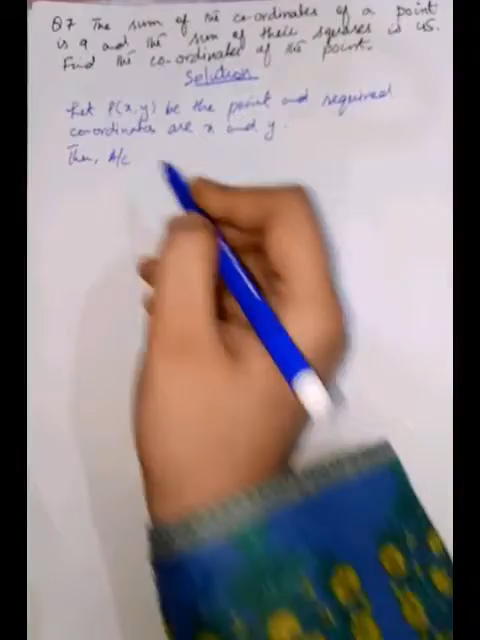 Q7 The sum of the co-ordinates of a point
is 9 and the sum of their squares is 45.
Find the co-ordinates of the point.
Solution
Let P(x,y) be the point and required
co-ordinates are x and y.
Then, A/c